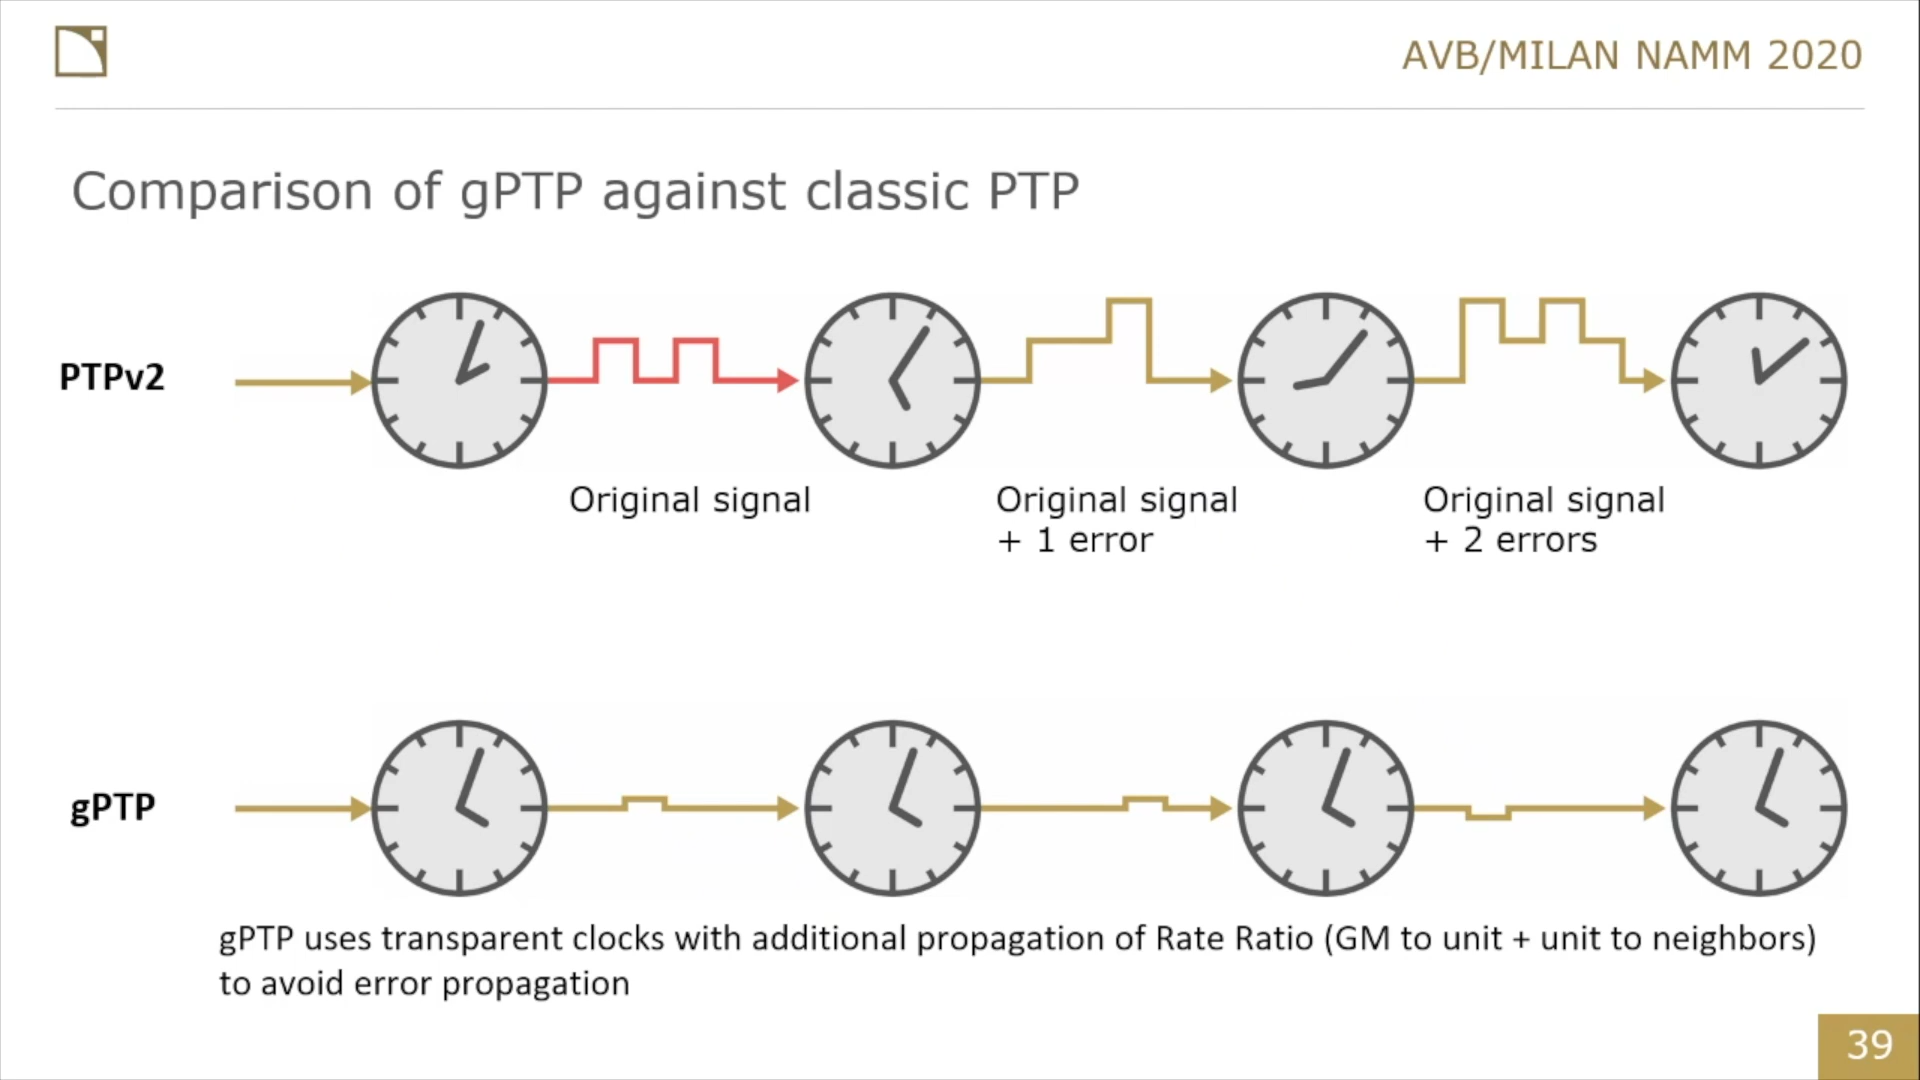 AVB/MILAN NAMM 2020
Comparison of gPTP against classic PTP
PTPv2
Original signal
Original signal
+ 1 error
Original signal
+ 2 errors
gPTP
gPTP uses transparent clocks with additional propagation of Rate Ratio (GM to unit + unit to neighbors)
to avoid error propagation
39